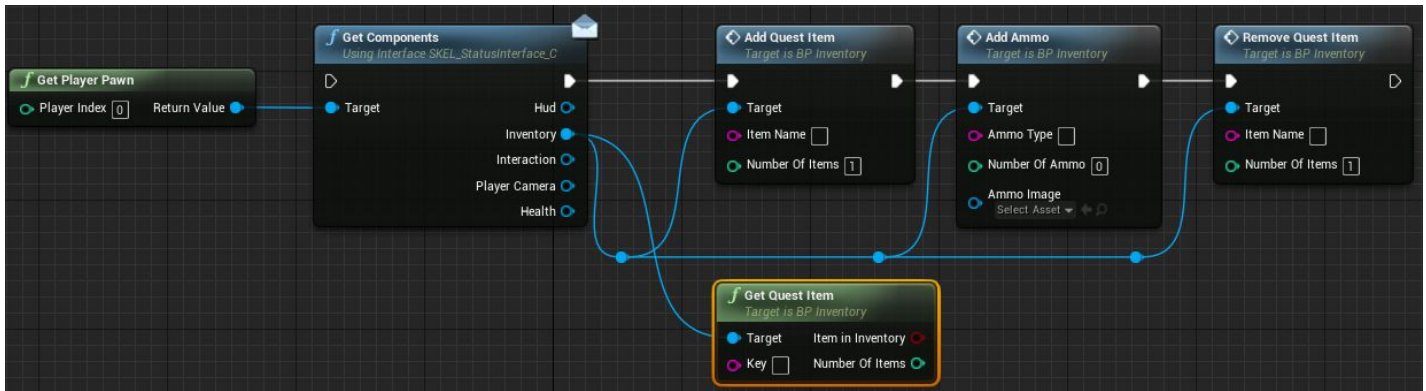 Get Player Pawn
Player Index 0 Return Value
Get Components
Using Interface SKEL_StatusInterface_C
Target Hud
Inventory
Interaction
Player Camera
Health
Add Quest Item
Target is BP Inventory
Target
Item Name
Number Of Items 1
Add Ammo
Target is BP Inventory
Target
Ammo Type
Number Of Ammo 0
Ammo Image
Select Asset
Remove Quest Item
Target is BP Inventory
Target
Item Name
Number Of Items 1
Get Quest Item
Target is BP Inventory
Target Item in Inventory
Key Number Of Items